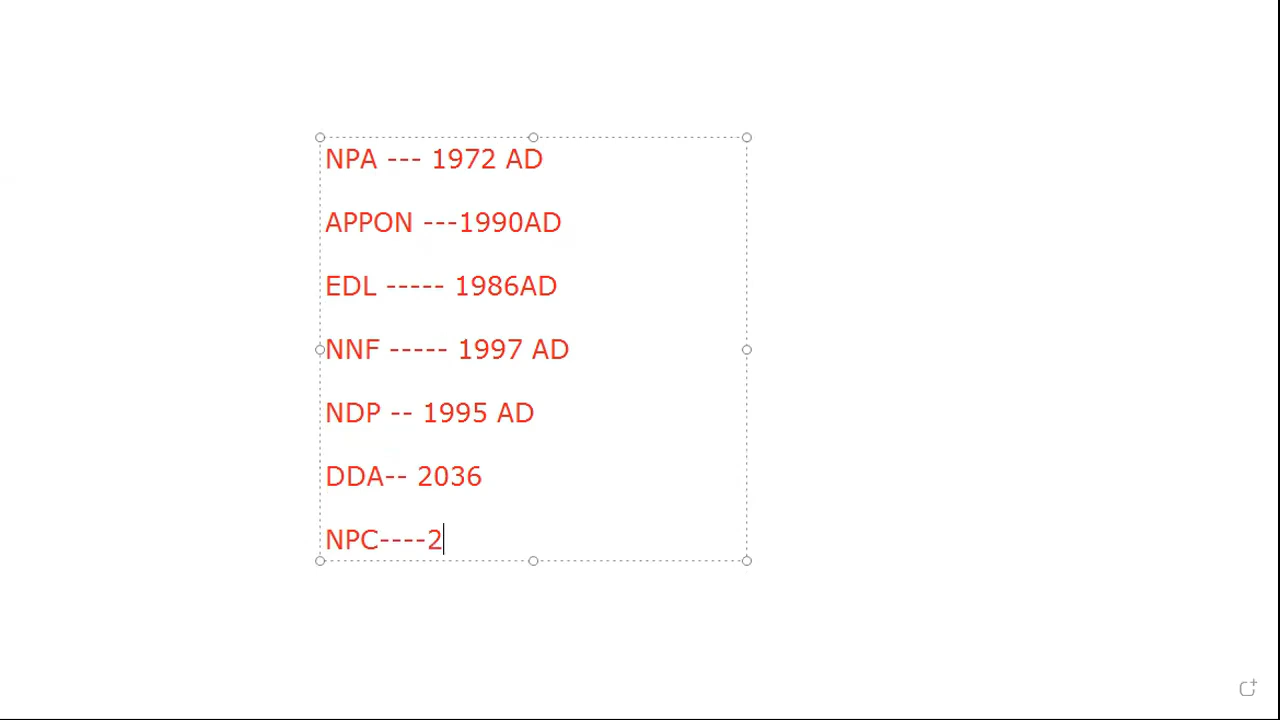 NPA --- 1972 AD
APPON ---1990AD
EDL ----- 1986AD
NNF ----- 1997 AD
NDP -- 1995 AD
DDA-- 2036
NPC----2